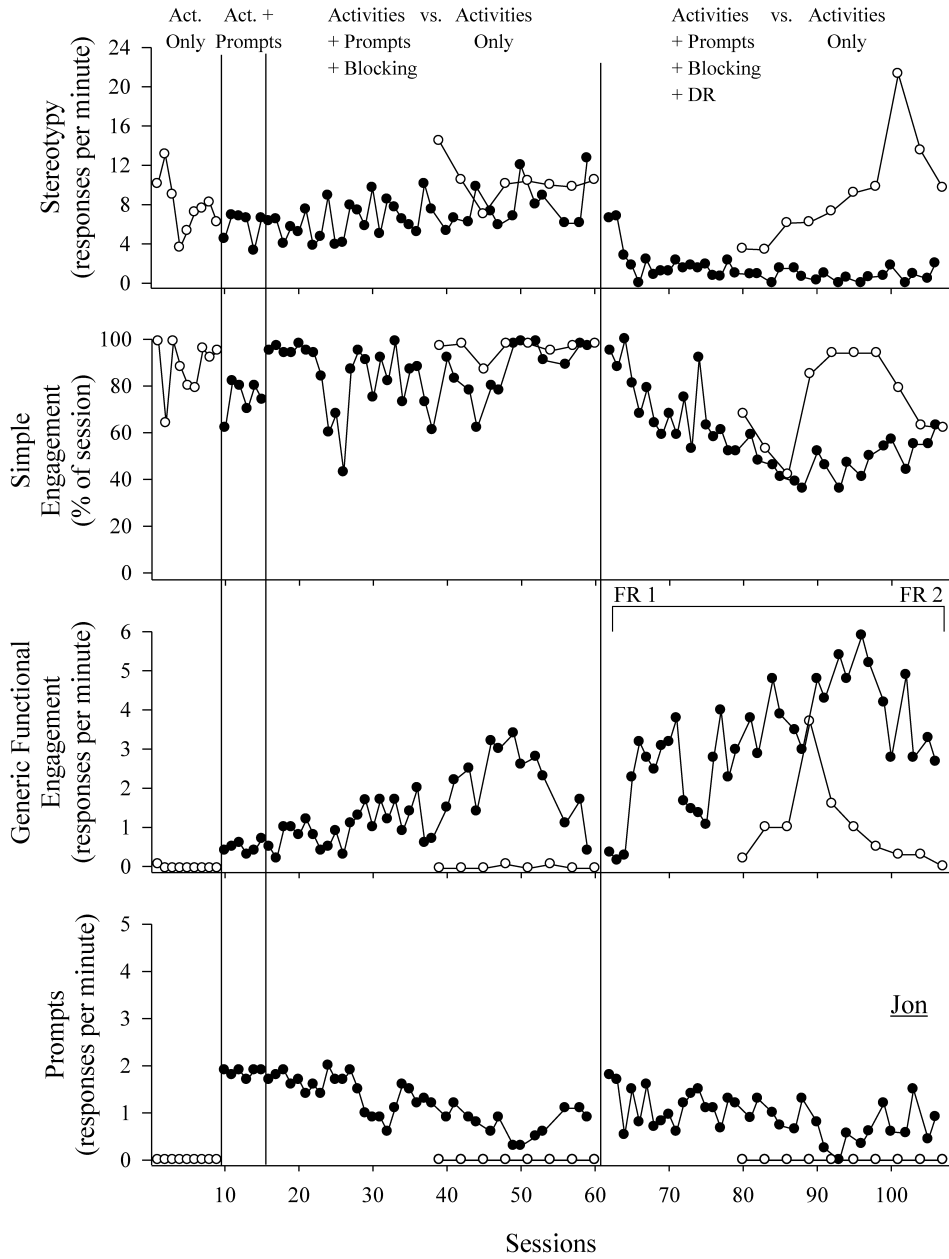 Act. Act. + Activities vs. Activities Activities vs. Activities
Only Prompts + Prompts Only + Prompts Only
+ Blocking + Blocking
+ DR
Stereotypy
(responses per minute)
24
20
16
12
8
4
0
Simple
Engagement
(% of session)
100
80
60
40
20
0
FR 1 FR 2
Generic Functional
Engagement
(responses per minute)
6
5
4
3
2
1
0
Prompts
(responses per minute)
5
4
3
2
1
0
Jon
10 20 30 40 50 60 70 80 90 100
Sessions